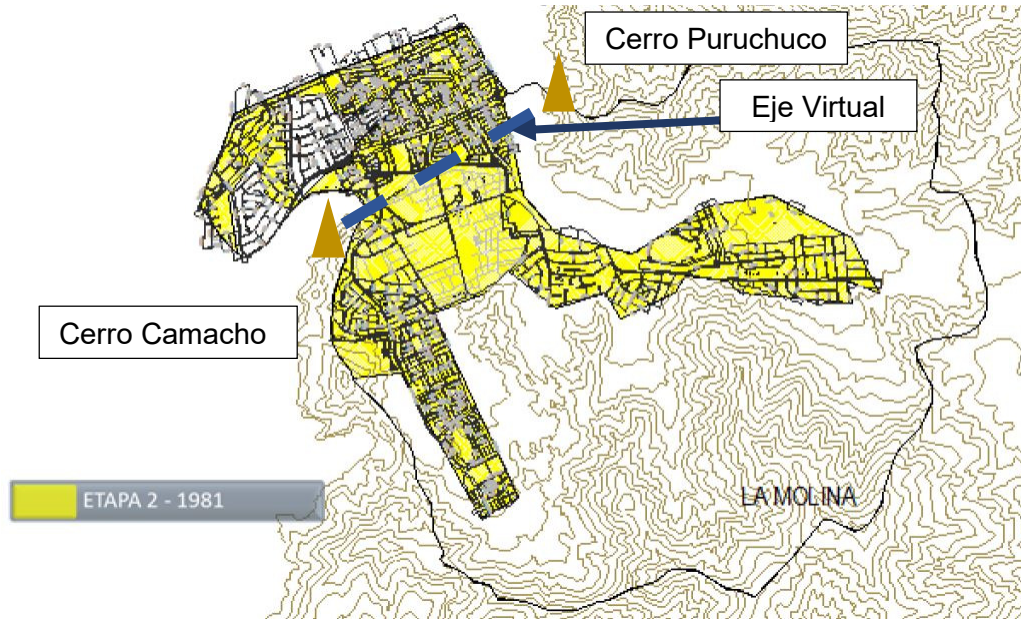 Cerro Puruchuco
Eje Virtual
Cerro Camacho
ETAPA 2 - 1981
LA MOLINA